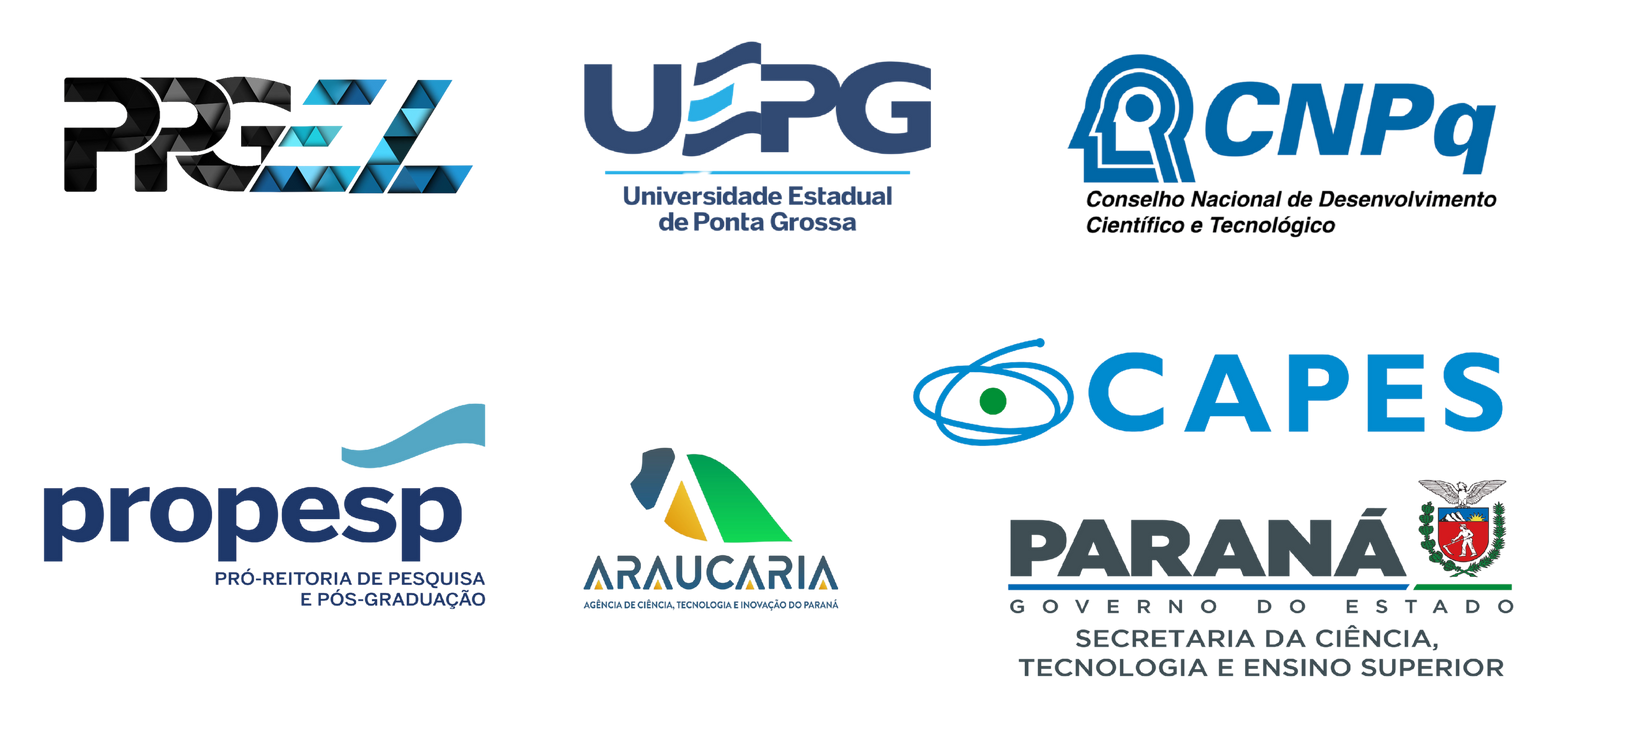 PPGEL
UEPG
Universidade Estadual
de Ponta Grossa
CNPq
Conselho Nacional de Desenvolvimento
Científico e Tecnológico
propesp
PRÓ-REITORIA DE PESQUISA
E PÓS-GRADUAÇÃO
ARAUCÁRIA
AGÊNCIA DE CIÊNCIA, TECNOLOGIA E INOVAÇÃO DO PARANÁ
CAPES
PARANÁ
GOVERNO DO ESTADO
SECRETARIA DA CIÊNCIA,
TECNOLOGIA E ENSINO SUPERIOR